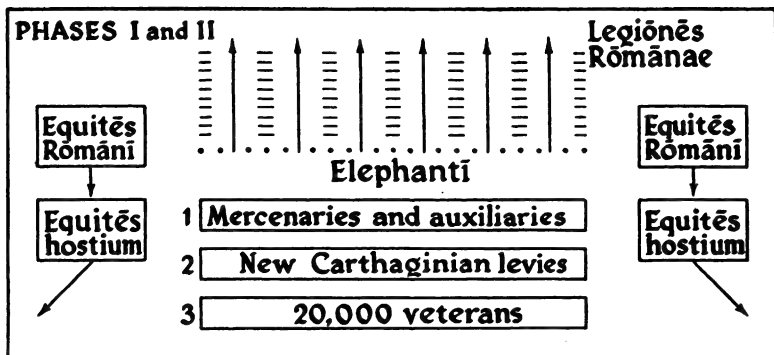 PHASES I and II
Legiōnēs
Rōmānae
Equitēs
Rōmānī
Equitēs
Rōmānī
Elephantī
Equitēs
hostium
1 Mercenaries and auxiliaries
Equitēs
hostium
2 New Carthaginian levies
3 20,000 veterans